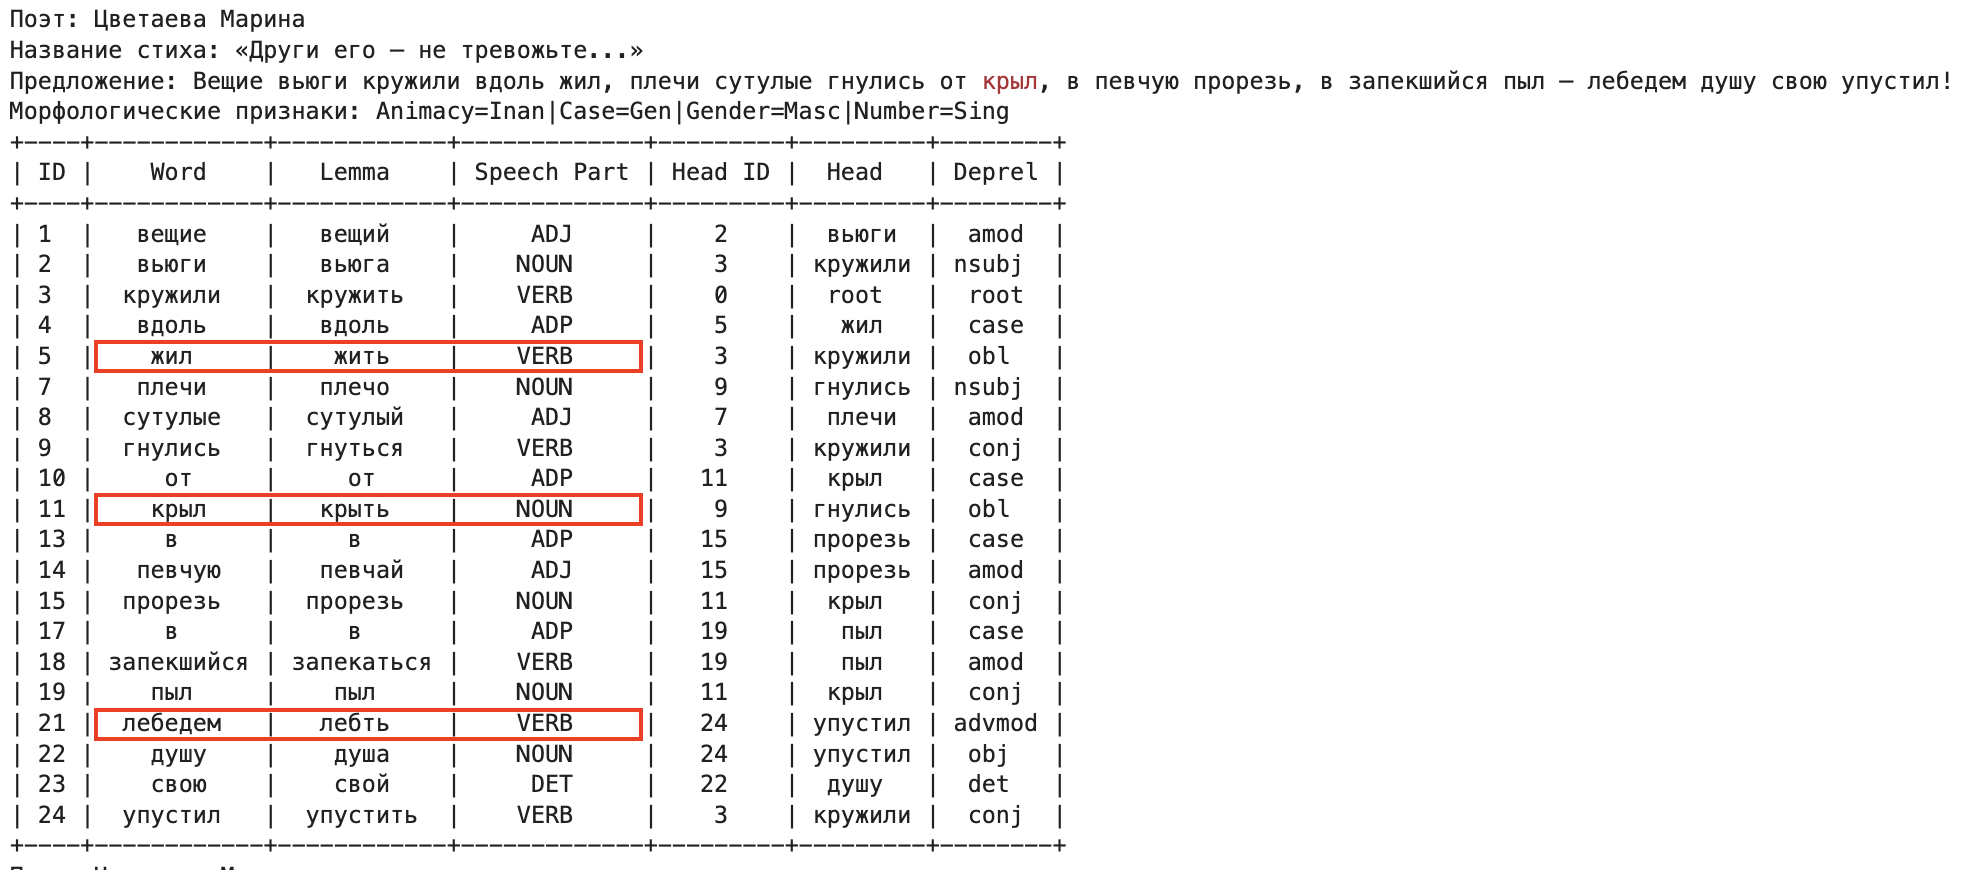 Поэт: Цветаева Марина
Название стиха: «Други его — не тревожьте...»
Предложение: Вещие вьюги кружили вдоль жил, плечи сутулые гнулись от крыл, в певчую прорезь, в запекшийся пыл — лебедем душу свою упустил!
Морфологические признаки: Animacy=Inan|Case=Gen|Gender=Masc|Number=Sing
+----+------------+------------+-------------+---------+---------+--------+
| ID | Word | Lemma | Speech Part | Head ID | Head | Deprel |
+----+------------+------------+-------------+---------+---------+--------+
| 1 | вещие | вещий | ADJ | 2 | вьюги | amod |
| 2 | вьюги | вьюга | NOUN | 3 | кружили | nsubj |
| 3 | кружили | кружить | VERB | 0 | root | root |
| 4 | вдоль | вдоль | ADP | 5 | жил | case |
| 5 | жил | жить | VERB | 3 | кружили | obl |
| 7 | плечи | плечо | NOUN | 9 | гнулись | nsubj |
| 8 | сутулые | сутулый | ADJ | 7 | плечи | amod |
| 9 | гнулись | гнуться | VERB | 3 | кружили | conj |
| 10 | от | от | ADP | 11 | крыл | case |
| 11 | крыл | крыть | NOUN | 9 | гнулись | obl |
| 13 | в | в | ADP | 15 | прорезь | case |
| 14 | певчую | певчай | ADJ | 15 | прорезь | amod |
| 15 | прорезь | прорезь | NOUN | 11 | крыл | conj |
| 17 | в | в | ADP | 19 | пыл | case |
| 18 | запекшийся | запекаться | VERB | 19 | пыл | amod |
| 19 | пыл | пыл | NOUN | 11 | крыл | conj |
| 21 | лебедем | лебть | VERB | 24 | упустил | advmod |
| 22 | душу | душа | NOUN | 24 | упустил | obj |
| 23 | свою | свой | DET | 22 | душу | det |
| 24 | упустил | упустить | VERB | 3 | кружили | conj |
+----+------------+------------+-------------+---------+---------+--------+